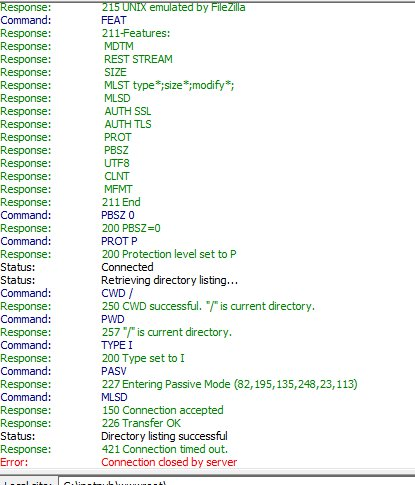 Response: 215 UNIX emulated by FileZilla
Command: FEAT
Response: 211-Features:
Response: MDTM
Response: REST STREAM
Response: SIZE
Response: MLST type*;size*;modify*;
Response: MLSD
Response: AUTH SSL
Response: AUTH TLS
Response: PROT
Response: PBSZ
Response: UTF8
Response: CLNT
Response: MFMT
Response: 211 End
Command: PBSZ 0
Response: 200 PBSZ=0
Command: PROT P
Response: 200 Protection level set to P
Status: Connected
Status: Retrieving directory listing...
Command: CWD /
Response: 250 CWD successful. "/" is current directory.
Command: PWD
Response: 257 "/" is current directory.
Command: TYPE I
Response: 200 Type set to I
Command: PASV
Response: 227 Entering Passive Mode (82,195,135,248,23,113)
Command: MLSD
Response: 150 Connection accepted
Response: 226 Transfer OK
Status: Directory listing successful
Response: 421 Connection timed out.
Error: Connection closed by server
Local site: C:\inetpub\wwwroot\